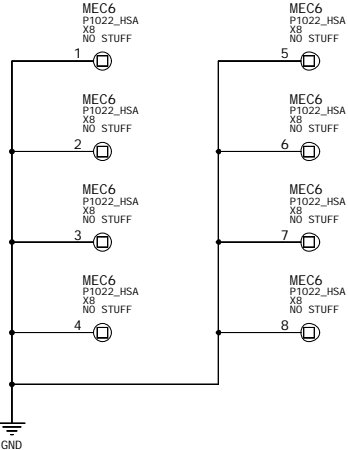 MEC6
P1022_HSA
X8
NO STUFF
1
MEC6
P1022_HSA
X8
NO STUFF
5
MEC6
P1022_HSA
X8
NO STUFF
2
MEC6
P1022_HSA
X8
NO STUFF
6
MEC6
P1022_HSA
X8
NO STUFF
3
MEC6
P1022_HSA
X8
NO STUFF
7
MEC6
P1022_HSA
X8
NO STUFF
4
MEC6
P1022_HSA
X8
NO STUFF
8
GND